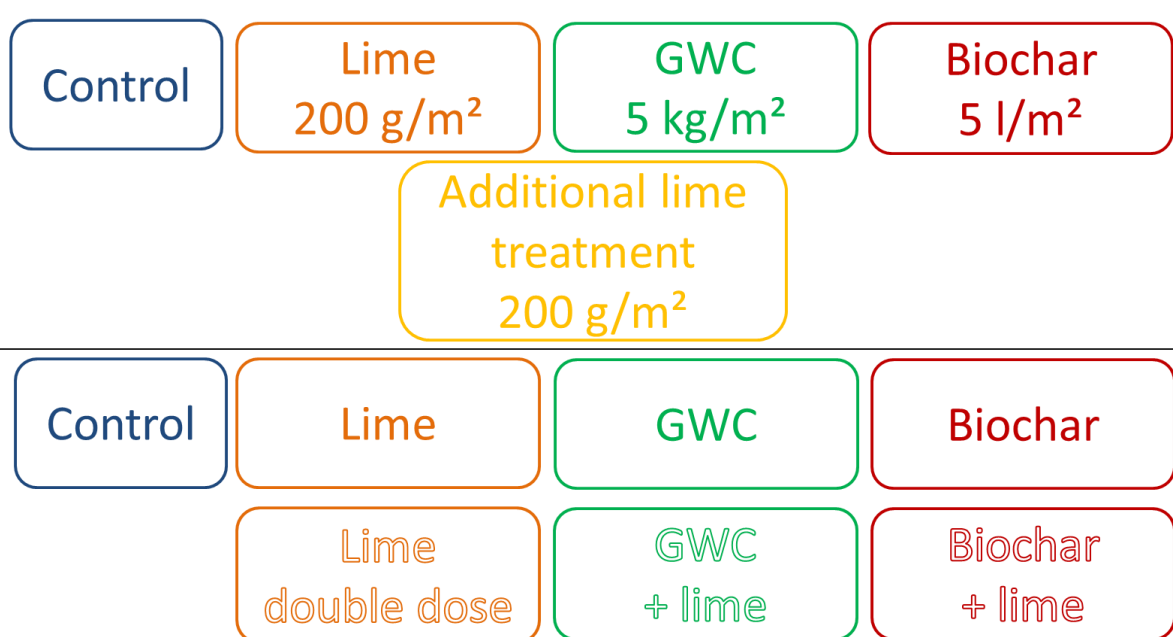 Control
Lime
200 g/m²
GWC
5 kg/m²
Biochar
5 l/m²
Additional lime
treatment
200 g/m²
Control
Lime
GWC
Biochar
Lime
double dose
GWC
+ lime
Biochar
+ lime